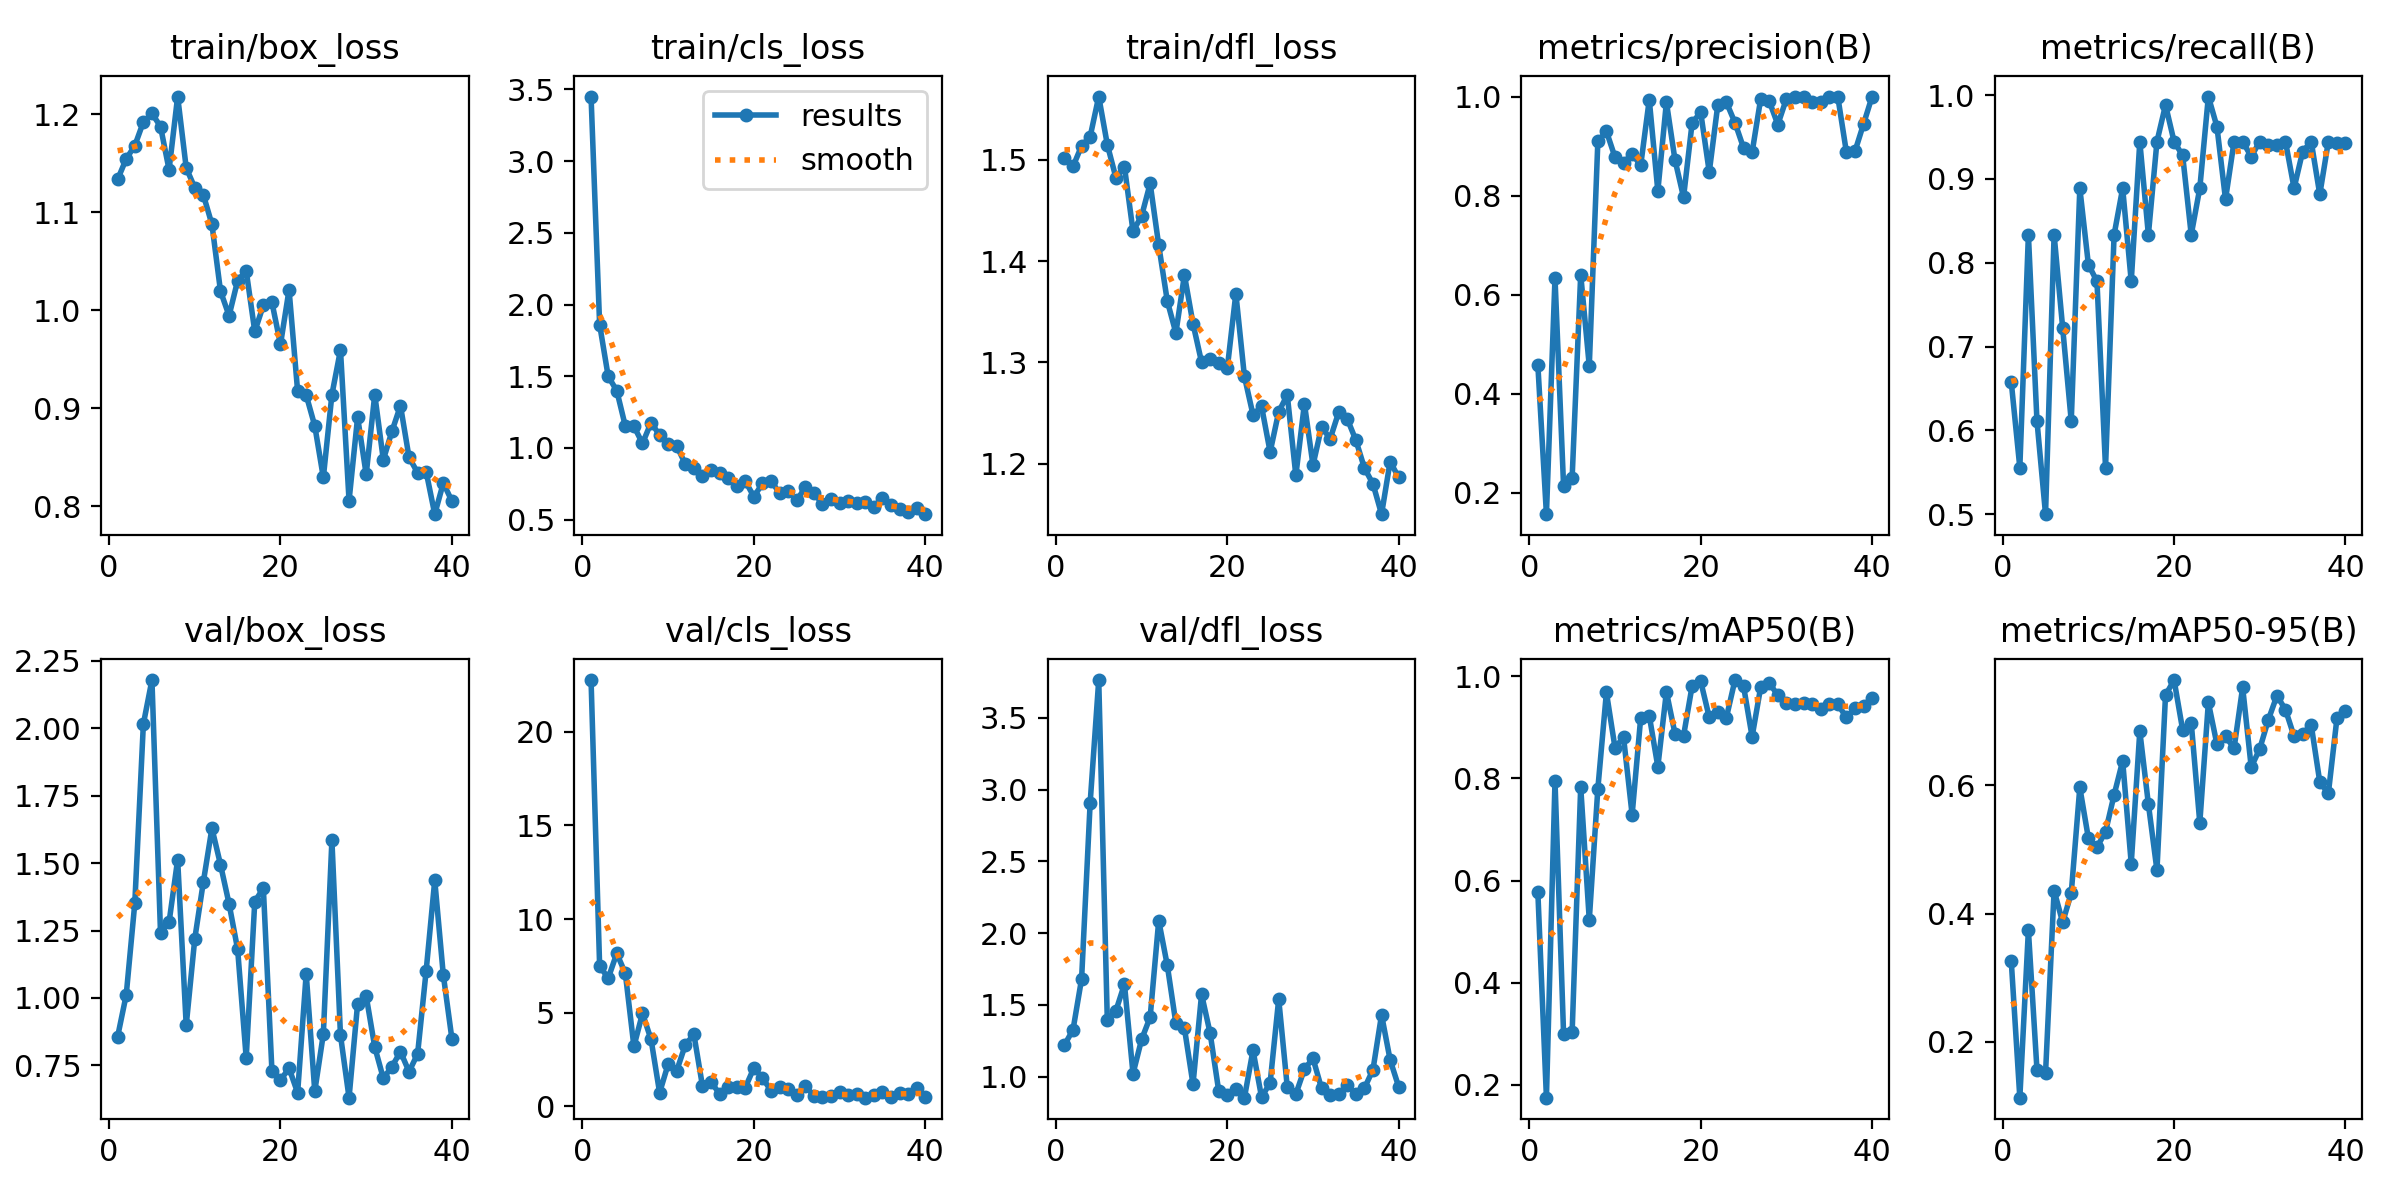 train/box_loss
1.2
1.1
1.0
0.9
0.8
0 20 40
train/cls_loss
3.5
3.0
2.5
2.0
1.5
1.0
0.5
0 20 40
results
smooth
train/dfl_loss
1.5
1.4
1.3
1.2
0 20 40
metrics/precision(B)
1.0
0.8
0.6
0.4
0.2
0 20 40
metrics/recall(B)
1.0
0.9
0.8
0.7
0.6
0.5
0 20 40
val/box_loss
2.25
2.00
1.75
1.50
1.25
1.00
0.75
0 20 40
val/cls_loss
20
15
10
5
0
0 20 40
val/dfl_loss
3.5
3.0
2.5
2.0
1.5
1.0
0 20 40
metrics/mAP50(B)
1.0
0.8
0.6
0.4
0.2
0 20 40
metrics/mAP50-95(B)
0.6
0.4
0.2
0 20 40